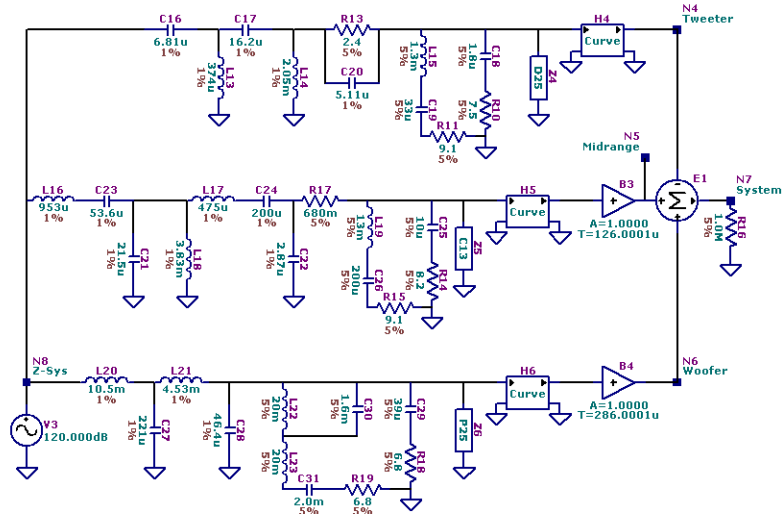 N4
Tweeter
C16
6.81u
1%
C17
16.2u
1%
R13
2.4
5%
C20
5.11u
1%
L13
374u
1%
L14
2.05m
1%
L15
1.3m
5%
C18
1.8u
5%
C19
33u
5%
R10
7.5
5%
R11
9.1
5%
Z4
D25
H4
Curve
N5
Midrange
B3
A=1.0000
T=126.0001u
E1
Σ
N7
System
R16
1.0M
5%
L16
953u
1%
C23
53.6u
1%
L17
475u
1%
C24
200u
1%
R17
680m
5%
C21
21.5u
1%
L18
3.83m
1%
C22
2.87u
1%
L19
13m
5%
C25
10u
5%
C26
200u
5%
R14
8.2
5%
R15
9.1
5%
Z5
C13
H5
Curve
N8
Z-Sys
V3
120.000dB
L20
10.5m
1%
L21
4.53m
1%
C27
221u
1%
C28
46.4u
1%
L22
20m
5%
C30
1.6m
5%
C29
39u
5%
L23
20m
5%
R18
6.8
5%
C31
2.0m
5%
R19
6.8
5%
Z6
P25
H6
Curve
B4
A=1.0000
T=286.0001u
N6
Woofer